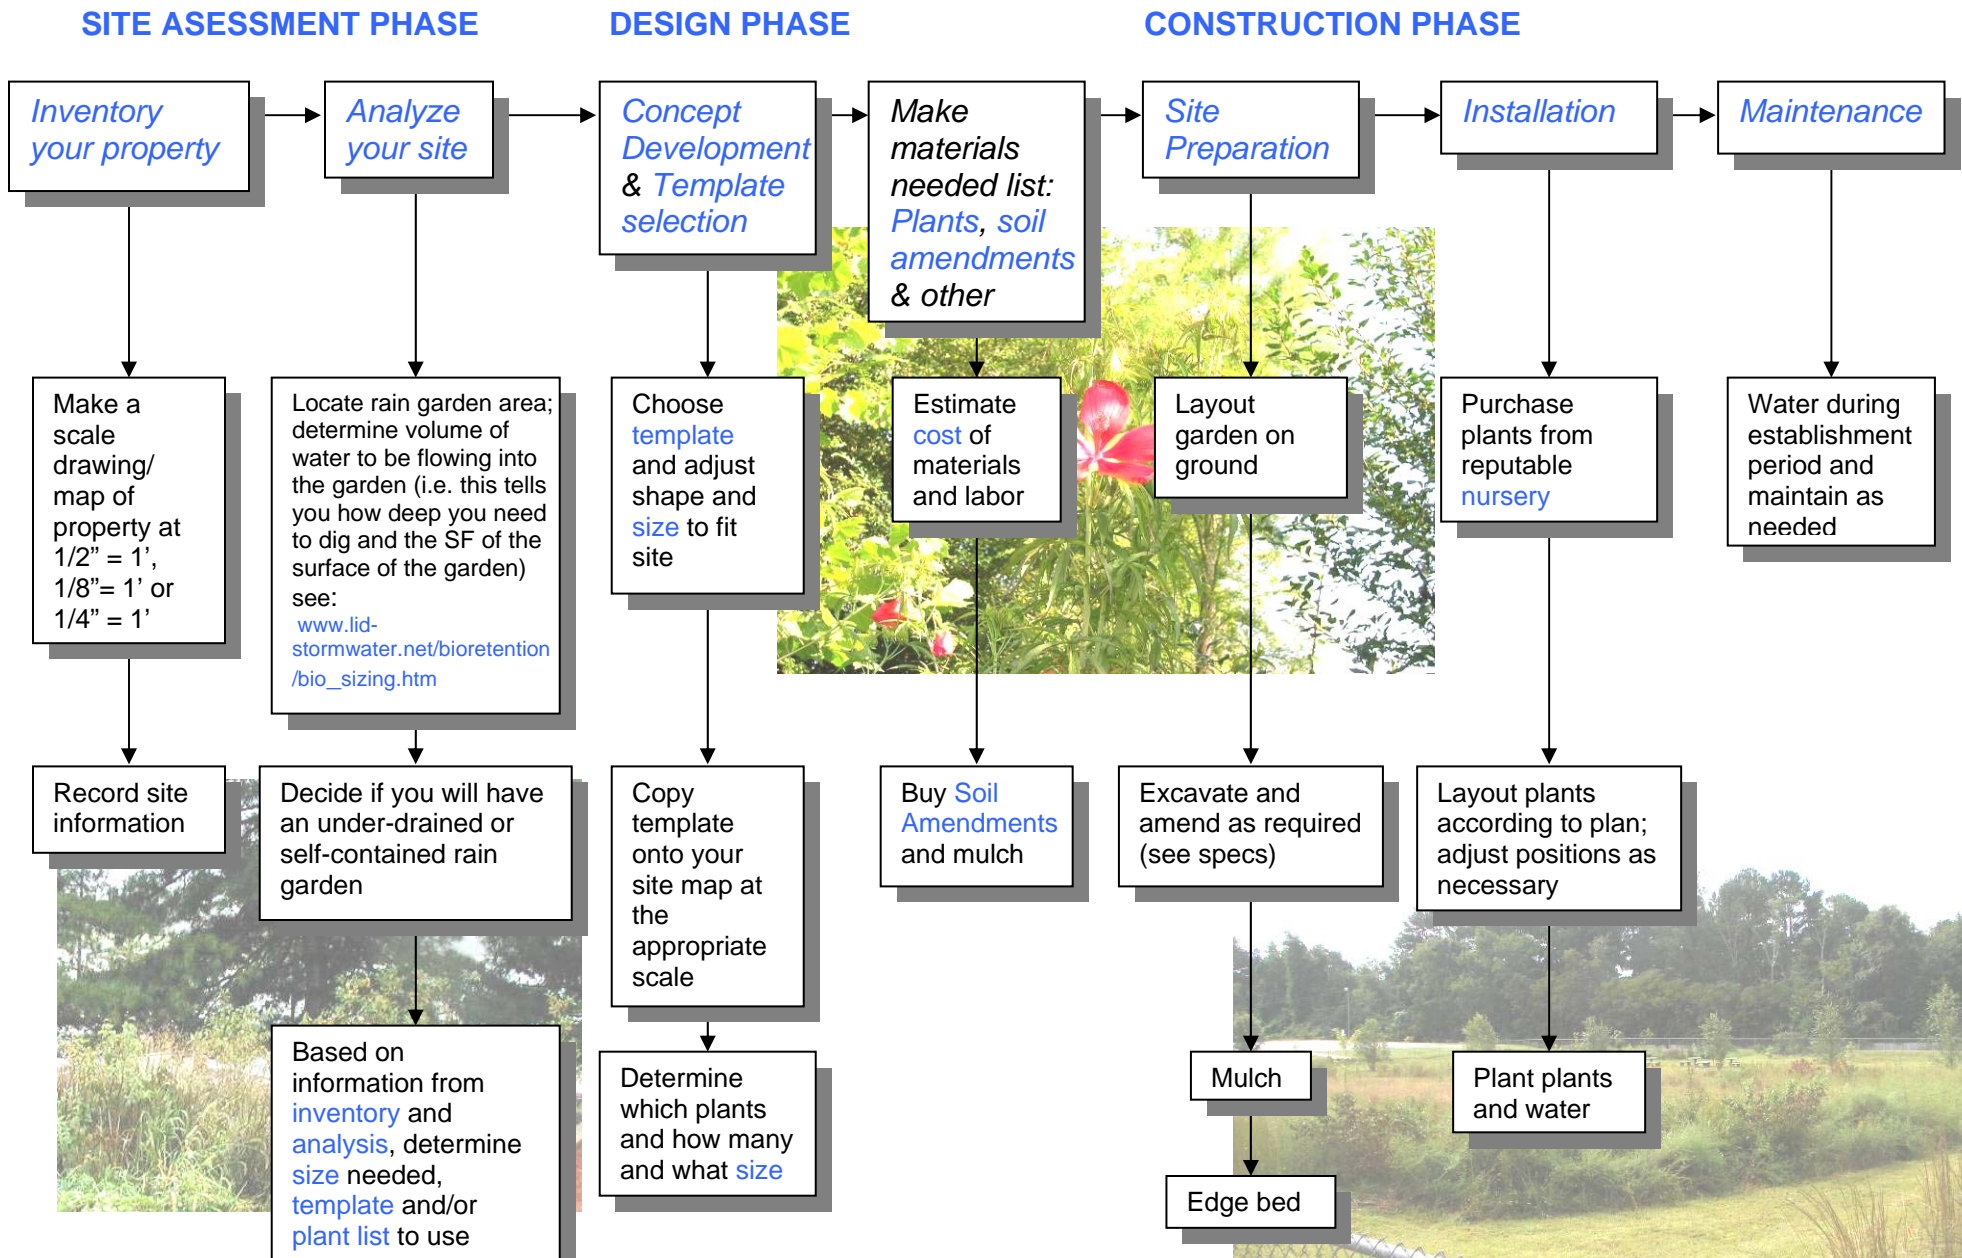 SITE ASESSMENT PHASE
DESIGN PHASE
CONSTRUCTION PHASE
Inventory
your property
Analyze
your site
Concept
Development
& Template
selection
Make
materials
needed list:
Plants, soil
amendments
& other
Site
Preparation
Installation
Maintenance
Make a
scale
drawing/
map of
property at
1/2” = 1’,
1/8”= 1’ or
1/4” = 1’
Locate rain garden area;
determine volume of
water to be flowing into
the garden (i.e. this tells
you how deep you need
to dig and the SF of the
surface of the garden)
see:
www.lid-
stormwater.net/bioretention
/bio_sizing.htm
Choose
template
and adjust
shape and
size to fit
site
Estimate
cost of
materials
and labor
Layout
garden on
ground
Purchase
plants from
reputable
nursery
Water during
establishment
period and
maintain as
needed
Record site
information
Decide if you will have
an under-drained or
self-contained rain
garden
Copy
template
onto your
site map at
the
appropriate
scale
Buy Soil
Amendments
and mulch
Excavate and
amend as required
(see specs)
Layout plants
according to plan;
adjust positions as
necessary
Based on
information from
inventory and
analysis, determine
size needed,
template and/or
plant list to use
Determine
which plants
and how many
and what size
Mulch
Plant plants
and water
Edge bed